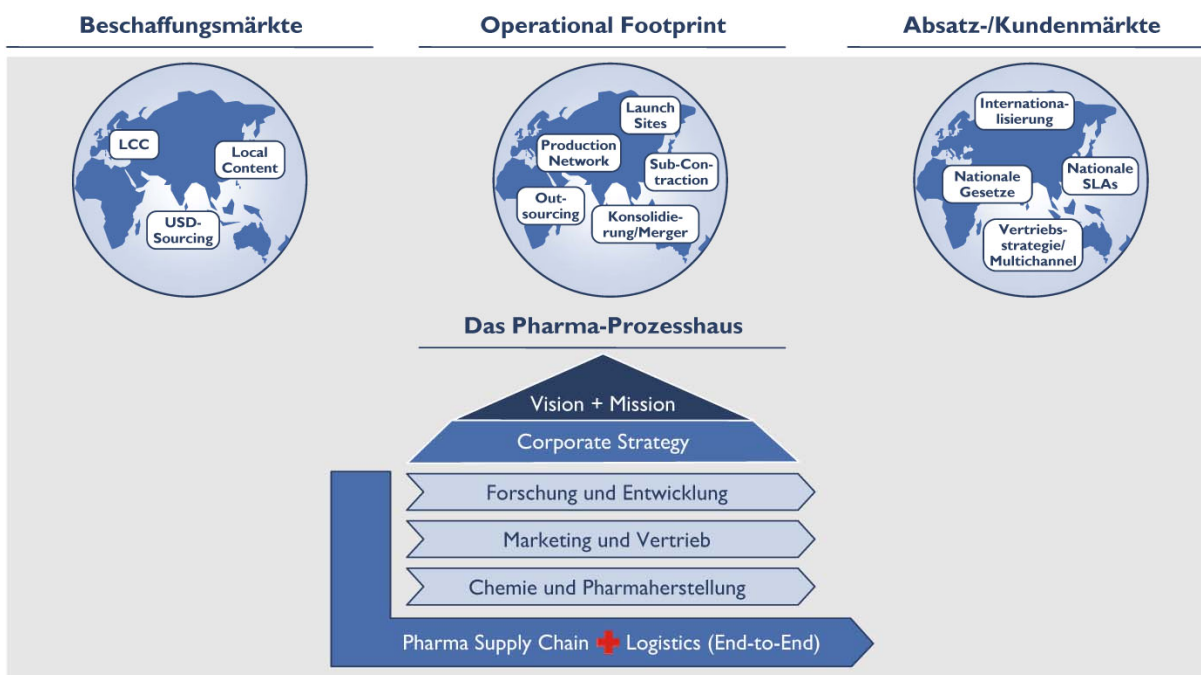 Beschaffungsmärkte
Operational Footprint
Absatz-/Kundenmärkte
LCC
Local
Content
USD-
Sourcing
Launch
Sites
Production
Network
Sub-Con-
traction
Out-
sourcing
Konsolidie-
rung/Merger
Internationa-
lisierung
Nationale
Gesetze
Nationale
SLAs
Vertriebs-
strategie/
Multichannel
Das Pharma-Prozesshaus
Vision + Mission
Corporate Strategy
Forschung und Entwicklung
Marketing und Vertrieb
Chemie und Pharmaherstellung
Pharma Supply Chain + Logistics (End-to-End)